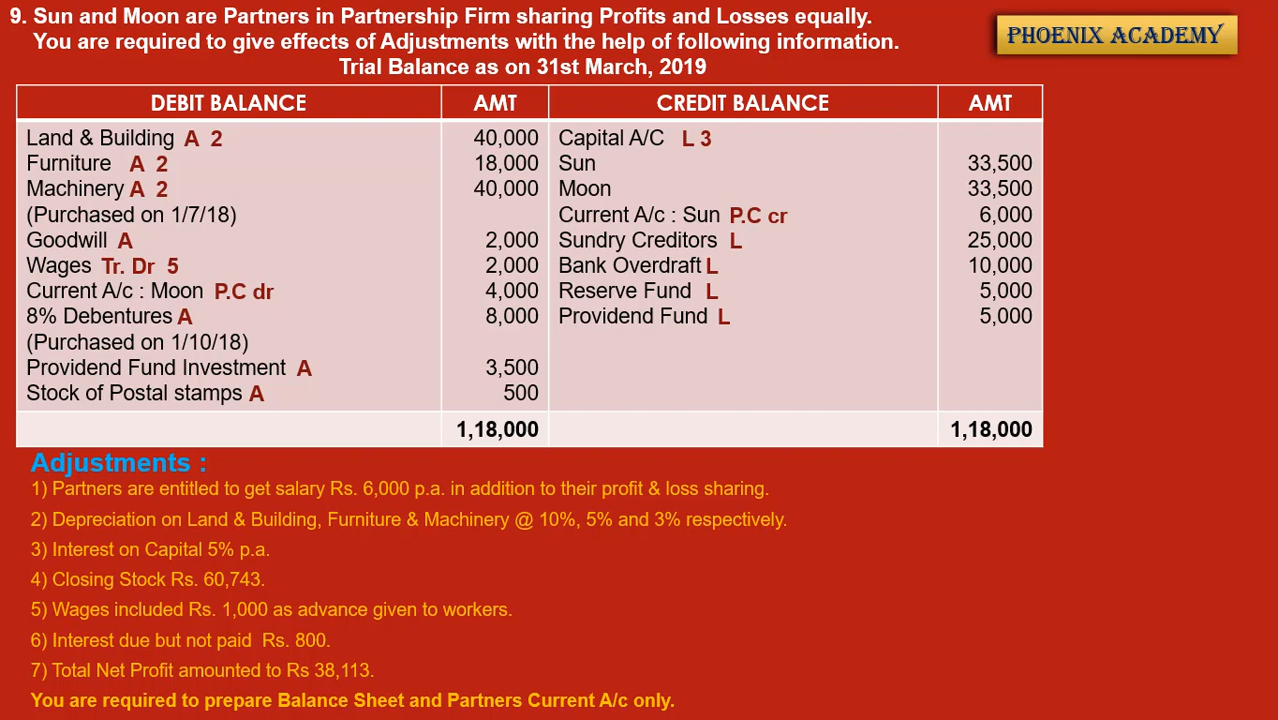 9. Sun and Moon are Partners in Partnership Firm sharing Profits and Losses equally.
You are required to give effects of Adjustments with the help of following information.
Trial Balance as on 31st March, 2019
PHOENIX ACADEMY
DEBIT BALANCE AMT CREDIT BALANCE AMT
Land & Building A 2 40,000 Capital A/C L 3
Furniture A 2 18,000 Sun 33,500
Machinery A 2 40,000 Moon 33,500
(Purchased on 1/7/18) Current A/c : Sun P.C cr 6,000
Goodwill A 2,000 Sundry Creditors L 25,000
Wages Tr. Dr 5 2,000 Bank Overdraft L 10,000
Current A/c : Moon P.C dr 4,000 Reserve Fund L 5,000
8% Debentures A 8,000 Providend Fund L 5,000
(Purchased on 1/10/18)
Providend Fund Investment A 3,500
Stock of Postal stamps A 500
1,18,000 1,18,000
Adjustments :
1) Partners are entitled to get salary Rs. 6,000 p.a. in addition to their profit & loss sharing.
2) Depreciation on Land & Building, Furniture & Machinery @ 10%, 5% and 3% respectively.
3) Interest on Capital 5% p.a.
4) Closing Stock Rs. 60,743.
5) Wages included Rs. 1,000 as advance given to workers.
6) Interest due but not paid Rs. 800.
7) Total Net Profit amounted to Rs 38,113.
You are required to prepare Balance Sheet and Partners Current A/c only.